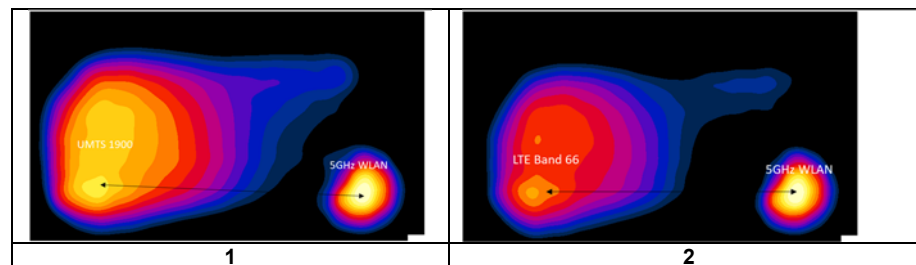 UMTS 1900
5GHz WLAN
LTE Band 66
5GHz WLAN
1
2